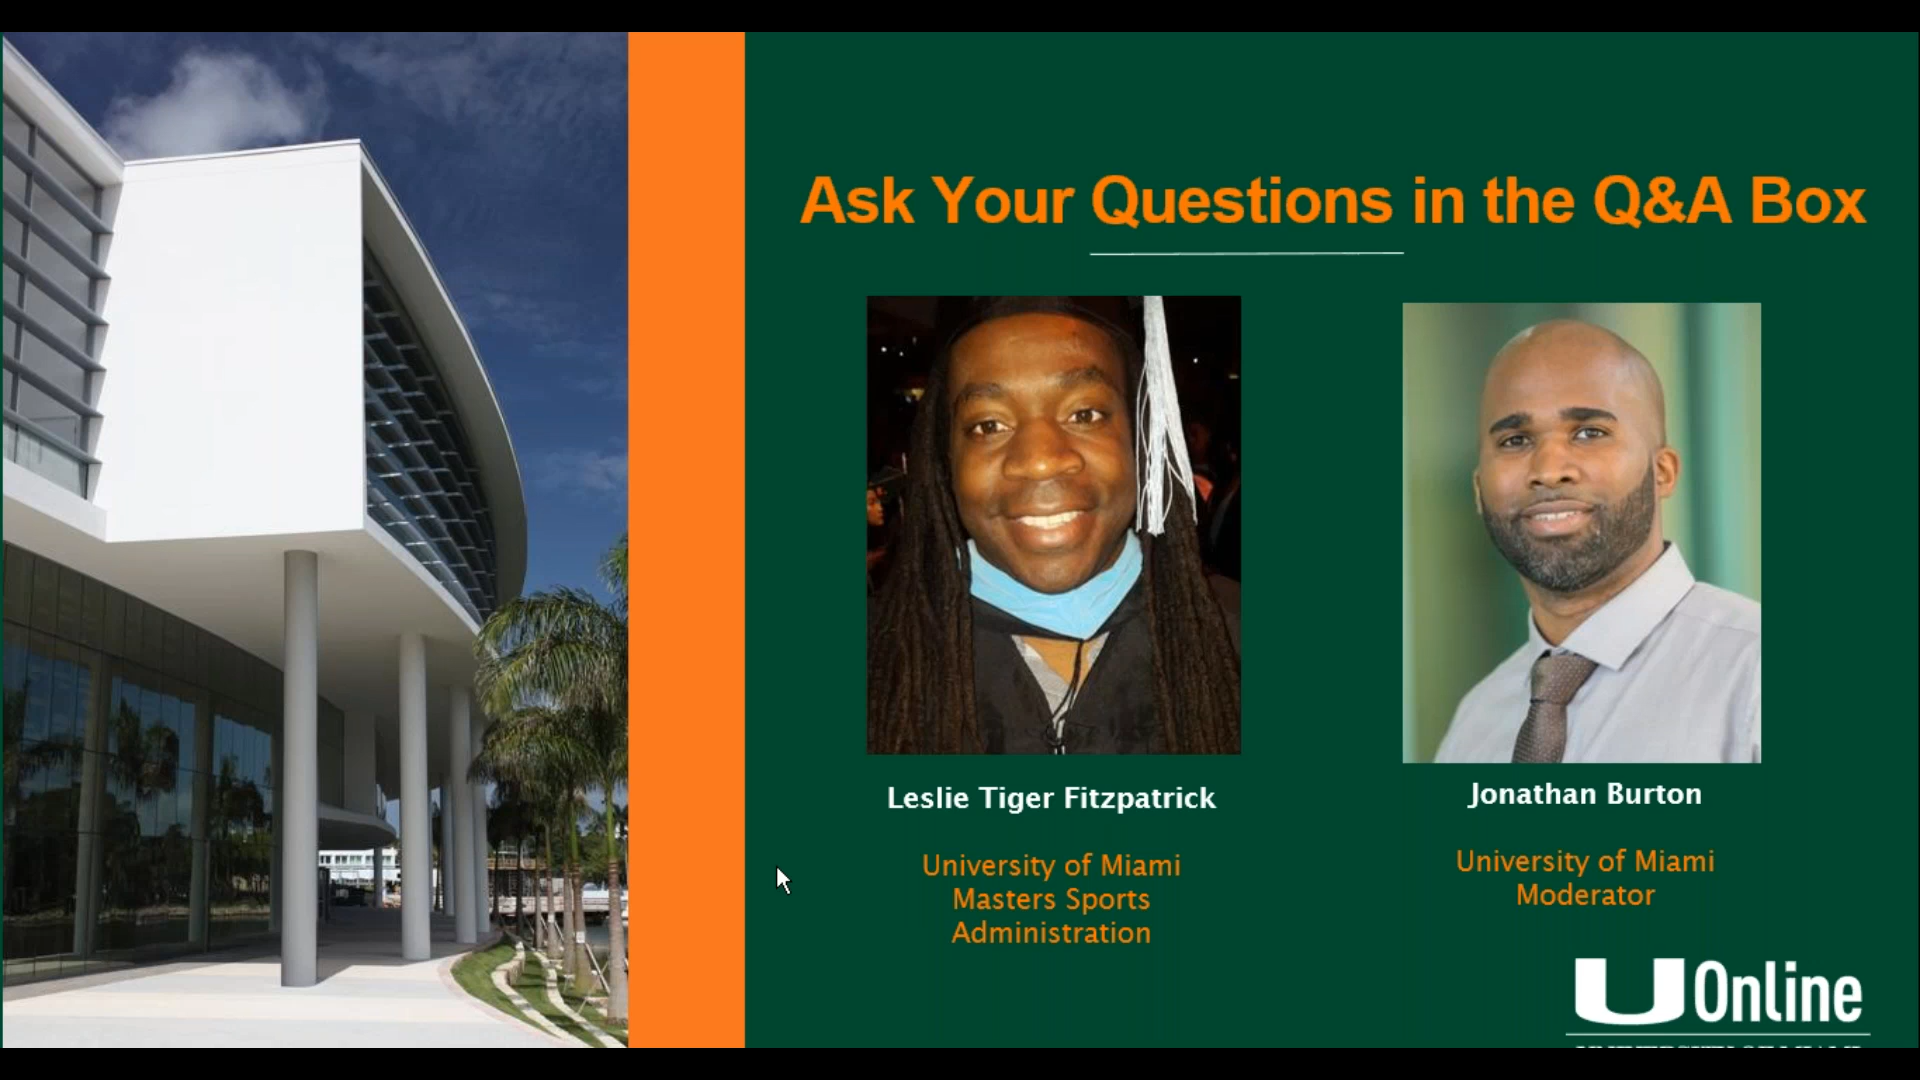 Ask Your Questions in the Q&A Box
Leslie Tiger Fitzpatrick
University of Miami
Masters Sports
Administration
Jonathan Burton
University of Miami
Moderator
U Online